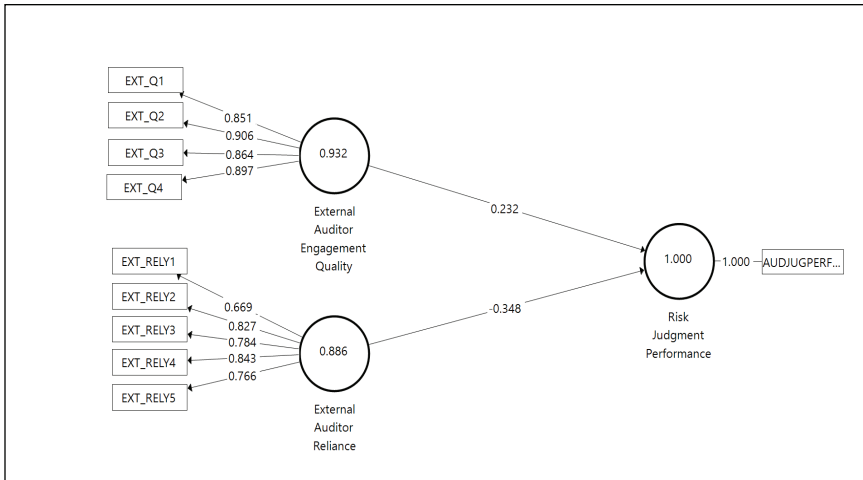 EXT_Q1
EXT_Q2
EXT_Q3
EXT_Q4
0.851
0.906
0.864
0.897
0.932
External
Auditor
Engagement
Quality
0.232
EXT_RELY1
EXT_RELY2
EXT_RELY3
EXT_RELY4
EXT_RELY5
0.669
0.827
0.784
0.843
0.766
0.886
External
Auditor
Reliance
-0.348
1.000
Risk
Judgment
Performance
1.000
AUDJUGPERF...